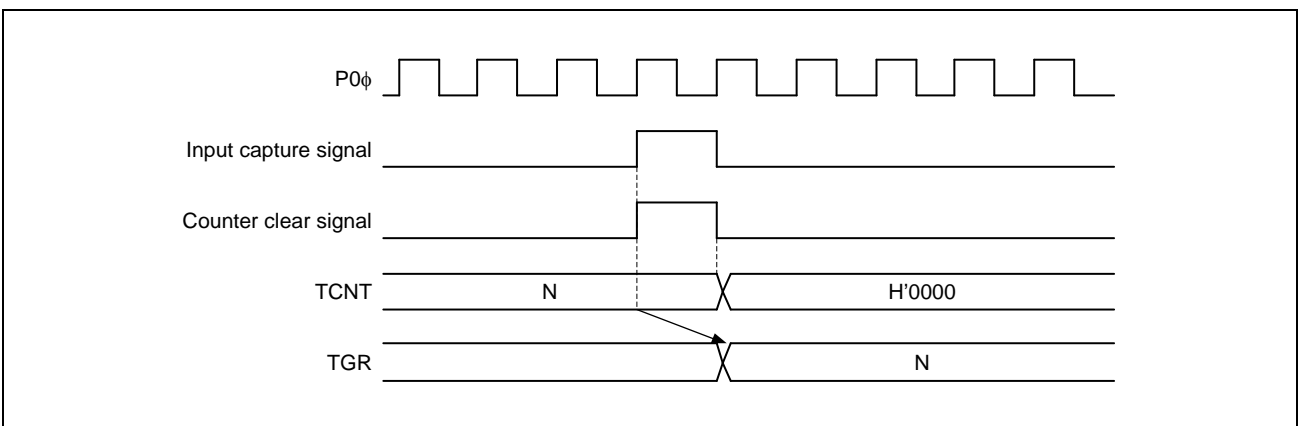 P0ϕ
Input capture signal
Counter clear signal
TCNT N H'0000
TGR N